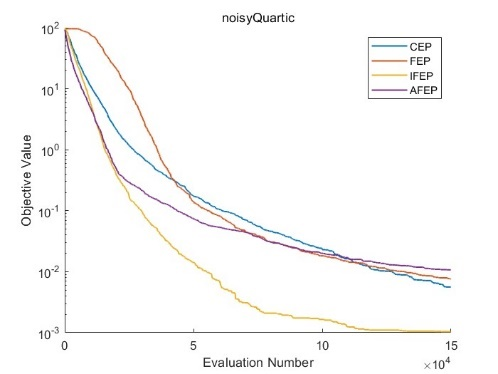 noisyQuartic
CEP
FEP
IFEP
AFEP
Objective Value
10^2
10^1
10^0
10^-1
10^-2
10^-3
0 5 10 15
Evaluation Number
×10^4